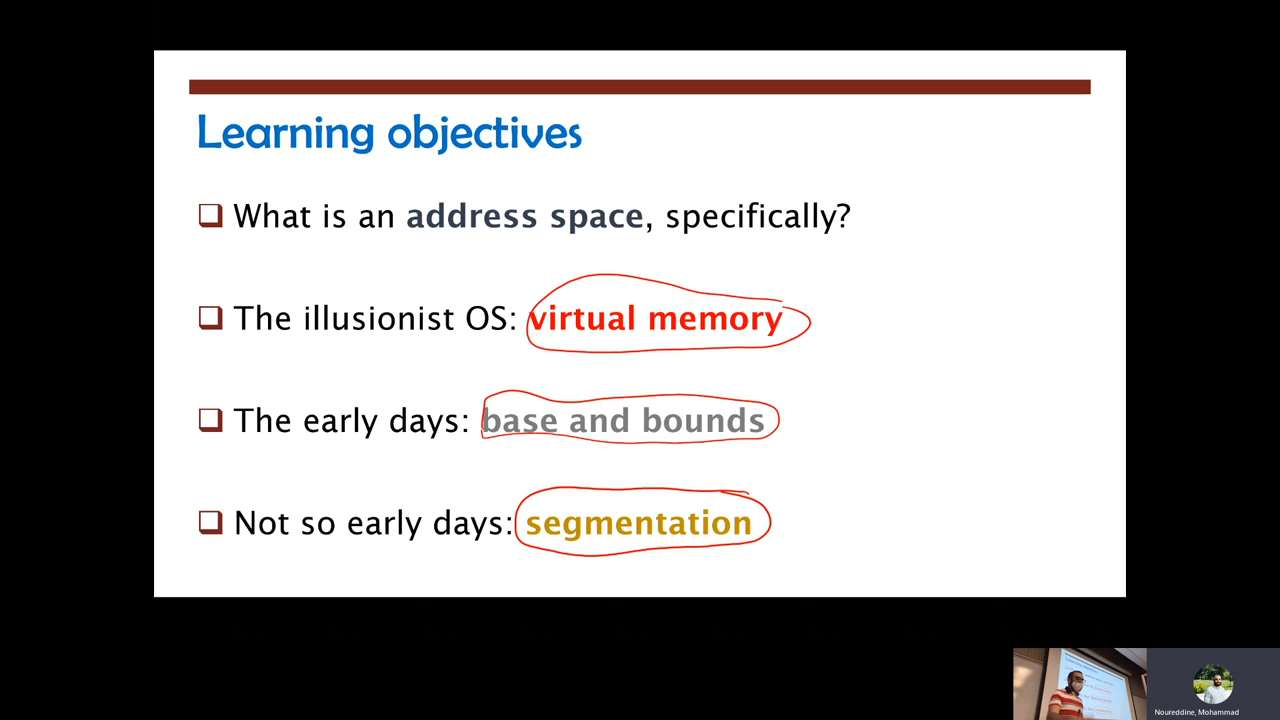 Learning objectives
What is an address space, specifically?
The illusionist OS: virtual memory
The early days: base and bounds
Not so early days: segmentation
Noureddine, Mohammad